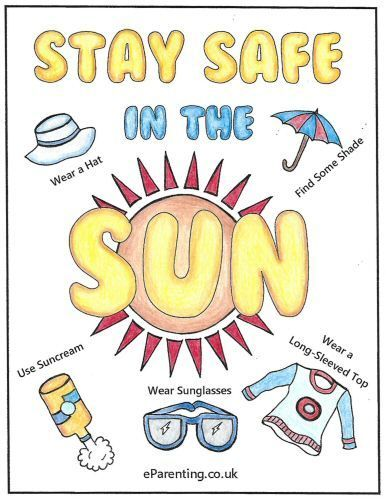 STAY SAFE
IN THE
Wear a Hat
Find Some Shade
SUN
Use Suncream
Wear Sunglasses
Wear a
Long-Sleeved Top
eParenting.co.uk